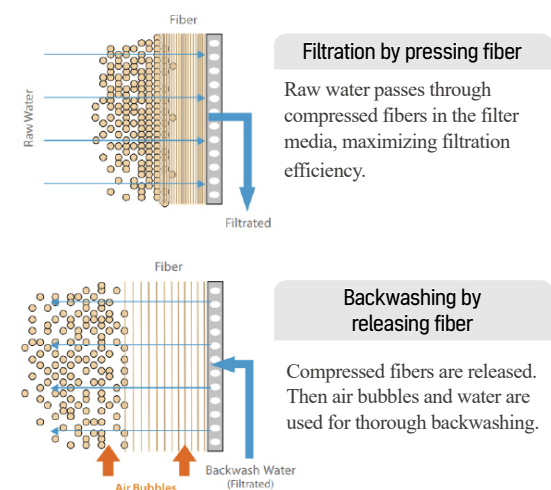 Fiber
Raw Water
Filtrated
Filtration by pressing fiber
Raw water passes through
compressed fibers in the filter
media, maximizing filtration
efficiency.
Fiber
Air Bubbles
Backwash Water
(Filtrated)
Backwashing by
releasing fiber
Compressed fibers are released.
Then air bubbles and water are
used for thorough backwashing.